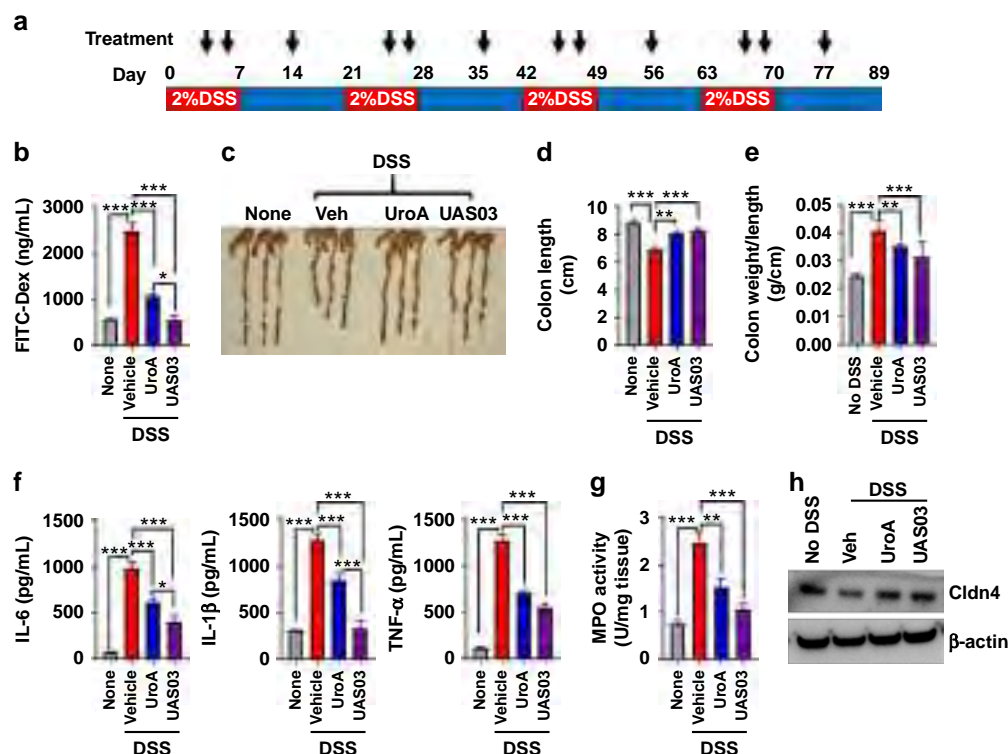 a
Treatment
Day 0 7 14 21 28 35 42 49 56 63 70 77 89
2%DSS 2%DSS 2%DSS 2%DSS
b
FITC-Dex (ng/mL)
3000
2000
1000
0
***
***
***
*
None
Vehicle
UroA
UAS03
DSS
c
DSS
None Veh UroA UAS03
d
Colon length
(cm)
10
8
6
4
2
0
*** ***
**
None
Vehicle
UroA
UAS03
DSS
e
Colon weight/length
(g/cm)
0.05
0.04
0.03
0.02
0.01
0.00
***
*** **
No DSS
Vehicle
UroA
UAS03
DSS
f
IL-6 (pg/mL)
1500
1000
500
0
***
***
***
*
None
Vehicle
UroA
UAS03
DSS
IL-1β (pg/mL)
1500
1000
500
0
***
*** ***
***
None
Vehicle
UroA
UAS03
DSS
TNF-α (pg/mL)
1500
1000
500
0
***
*** ***
None
Vehicle
UroA
UAS03
DSS
g
MPO activity
(U/mg tissue)
3
2
1
0
***
*** **
None
Vehicle
UroA
UAS03
DSS
h
DSS
No DSS
Veh
UroA
UAS03
Cldn4
β-actin